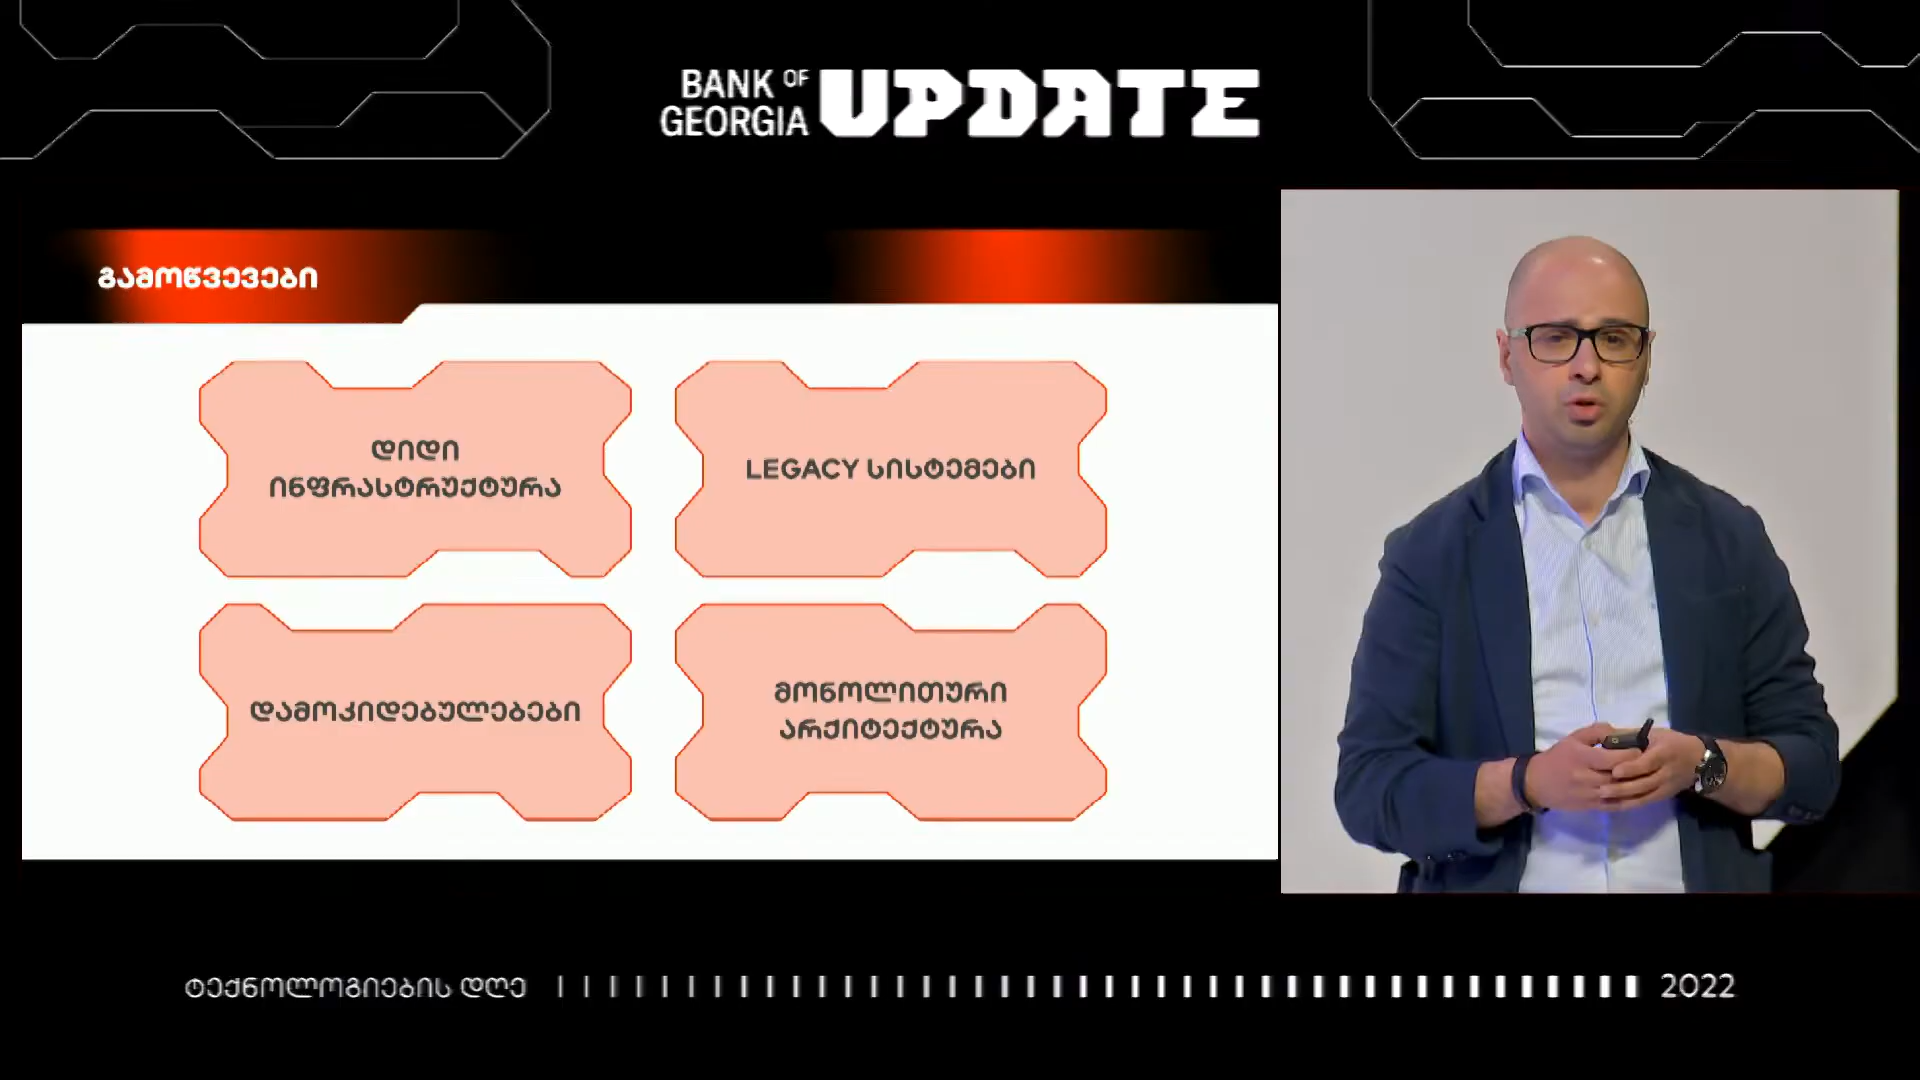 BANK OF
GEORGIA
UPDATE
გამოწვევები
დიდი
ინფრასტრუქტურა
LEGACY სისტემები
დამოკიდებულებები
მონოლითური
არქიტექტურა
ტექნოლოგიების დღე
2022